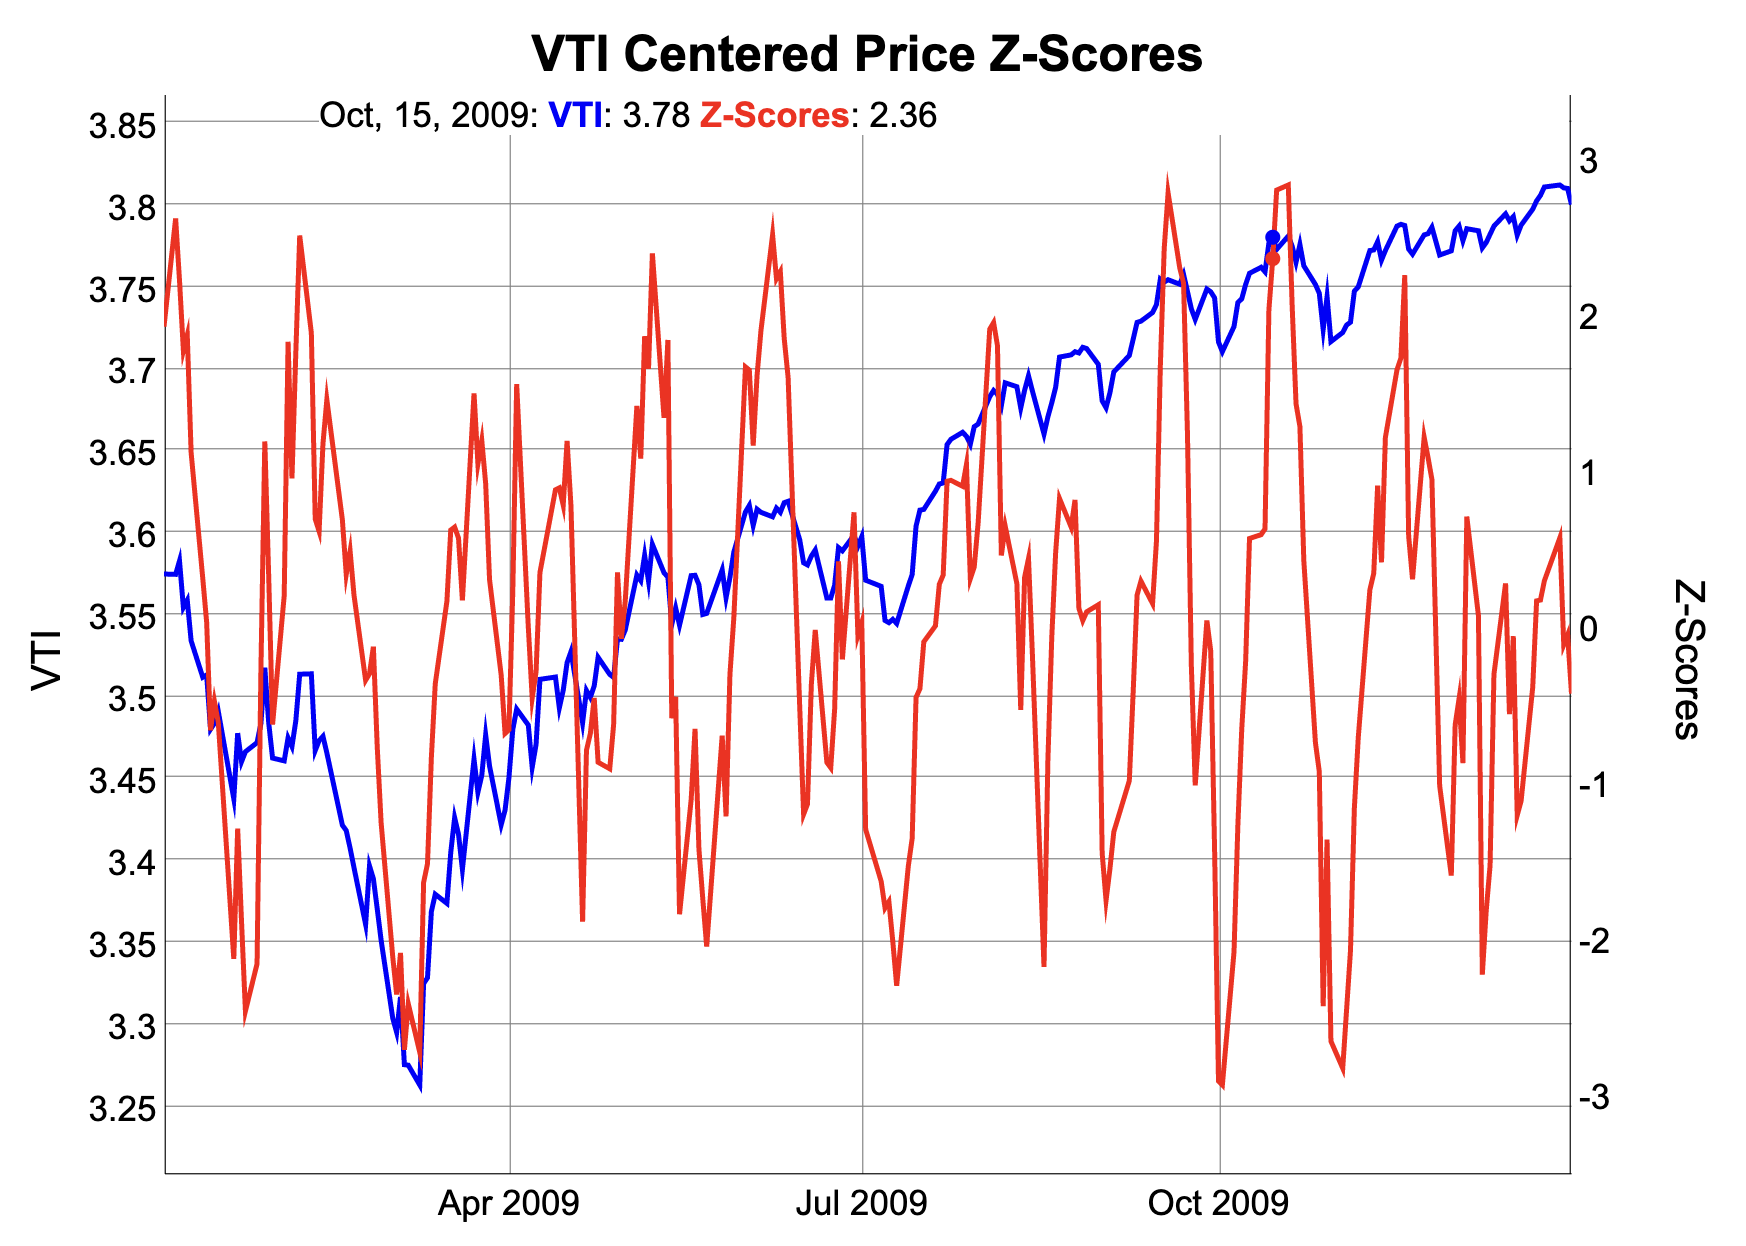 VTI Centered Price Z-Scores
Oct, 15, 2009: VTI: 3.78 Z-Scores: 2.36
3.85
3.8
3.75
3.7
3.65
3.6
3.55
3.5
3.45
3.4
3.35
3.3
3.25
VTI
3
2
1
0
-1
-2
-3
Z-Scores
Apr 2009
Jul 2009
Oct 2009